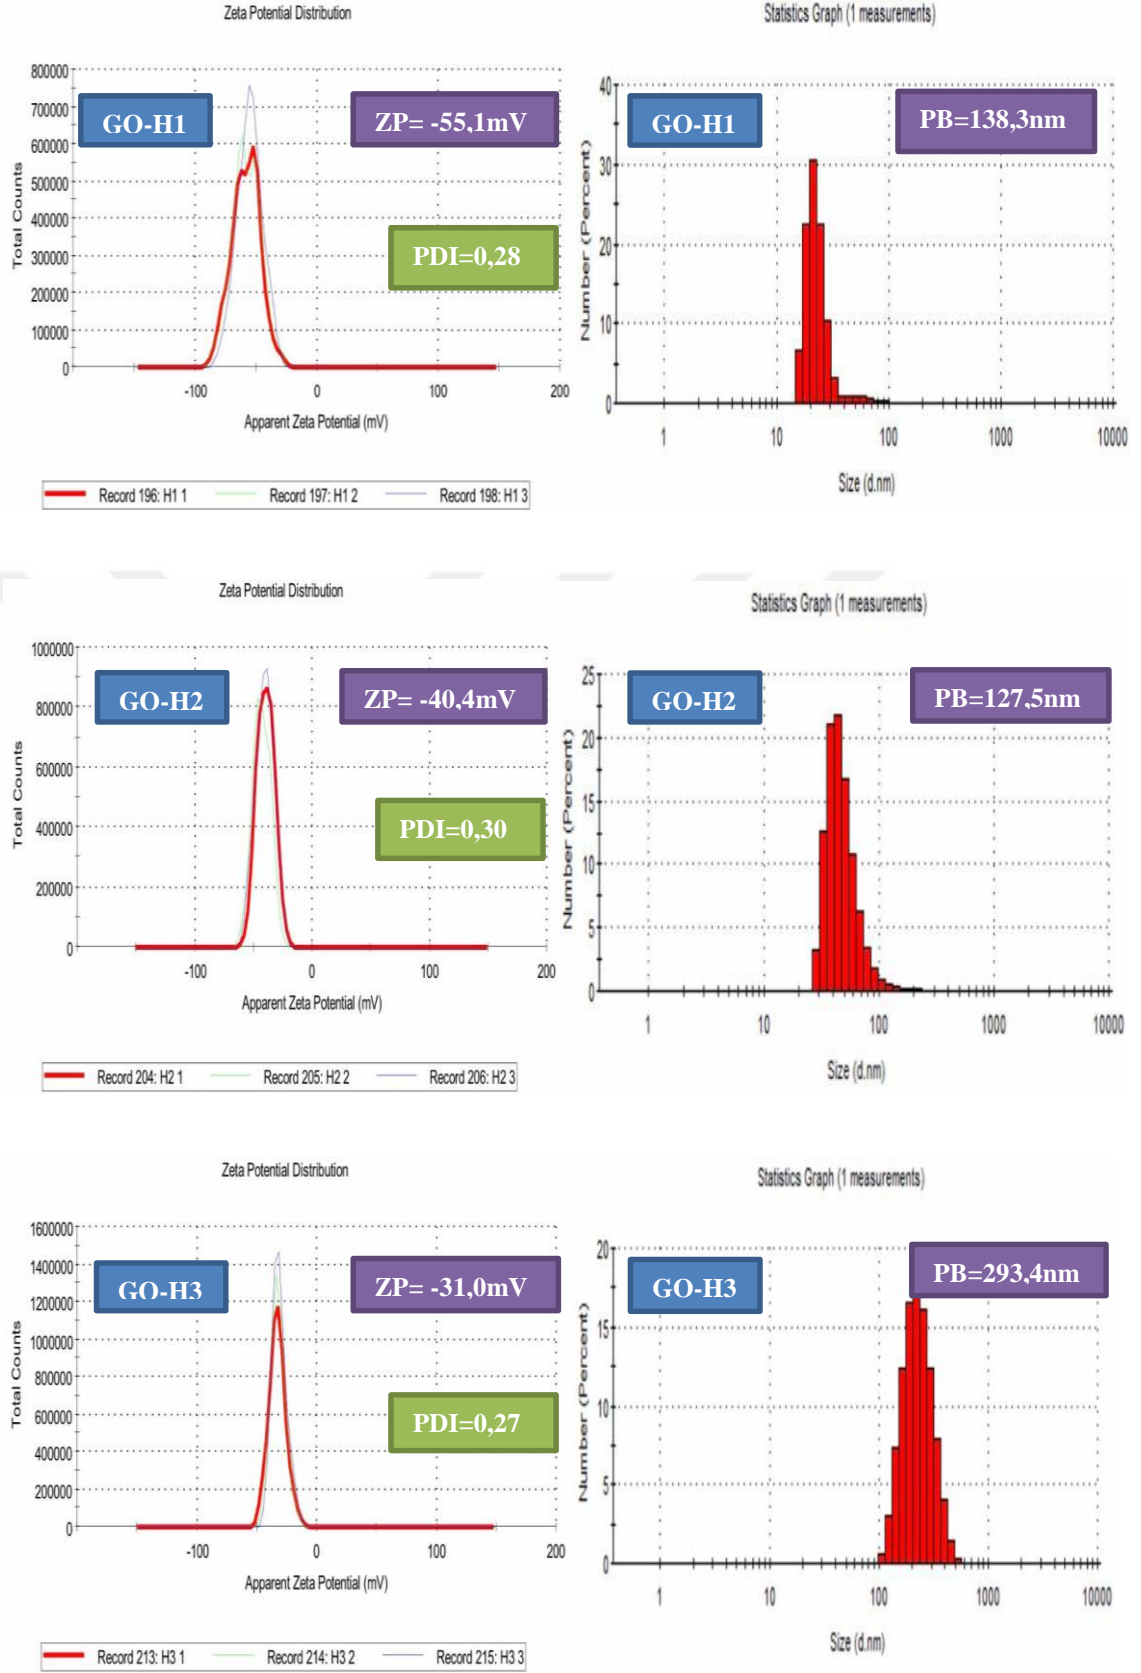 Zeta Potential Distribution
Total Counts
800000
700000
600000
500000
400000
300000
200000
100000
0
GO-H1
ZP= -55,1mV
PDI=0,28
-100 0 100 200
Apparent Zeta Potential (mV)
Record 196: H1 1 Record 197: H1 2 Record 198: H1 3
Statistics Graph (1 measurements)
Number (Percent)
40
30
20
10
0
GO-H1
PB=138,3nm
1 10 100 1000 10000
Size (d.nm)
Zeta Potential Distribution
Total Counts
1000000
800000
600000
400000
200000
0
GO-H2
ZP= -40,4mV
PDI=0,30
-100 0 100 200
Apparent Zeta Potential (mV)
Record 204: H2 1 Record 205: H2 2 Record 206: H2 3
Statistics Graph (1 measurements)
Number (Percent)
25
20
15
10
5
0
GO-H2
PB=127,5nm
1 10 100 1000 10000
Size (d.nm)
Zeta Potential Distribution
Total Counts
1600000
1400000
1200000
1000000
800000
600000
400000
200000
0
GO-H3
ZP= -31,0mV
PDI=0,27
-100 0 100 200
Apparent Zeta Potential (mV)
Record 213: H3 1 Record 214: H3 2 Record 215: H3 3
Statistics Graph (1 measurements)
Number (Percent)
20
15
10
5
0
GO-H3
PB=293,4nm
1 10 100 1000 10000
Size (d.nm)